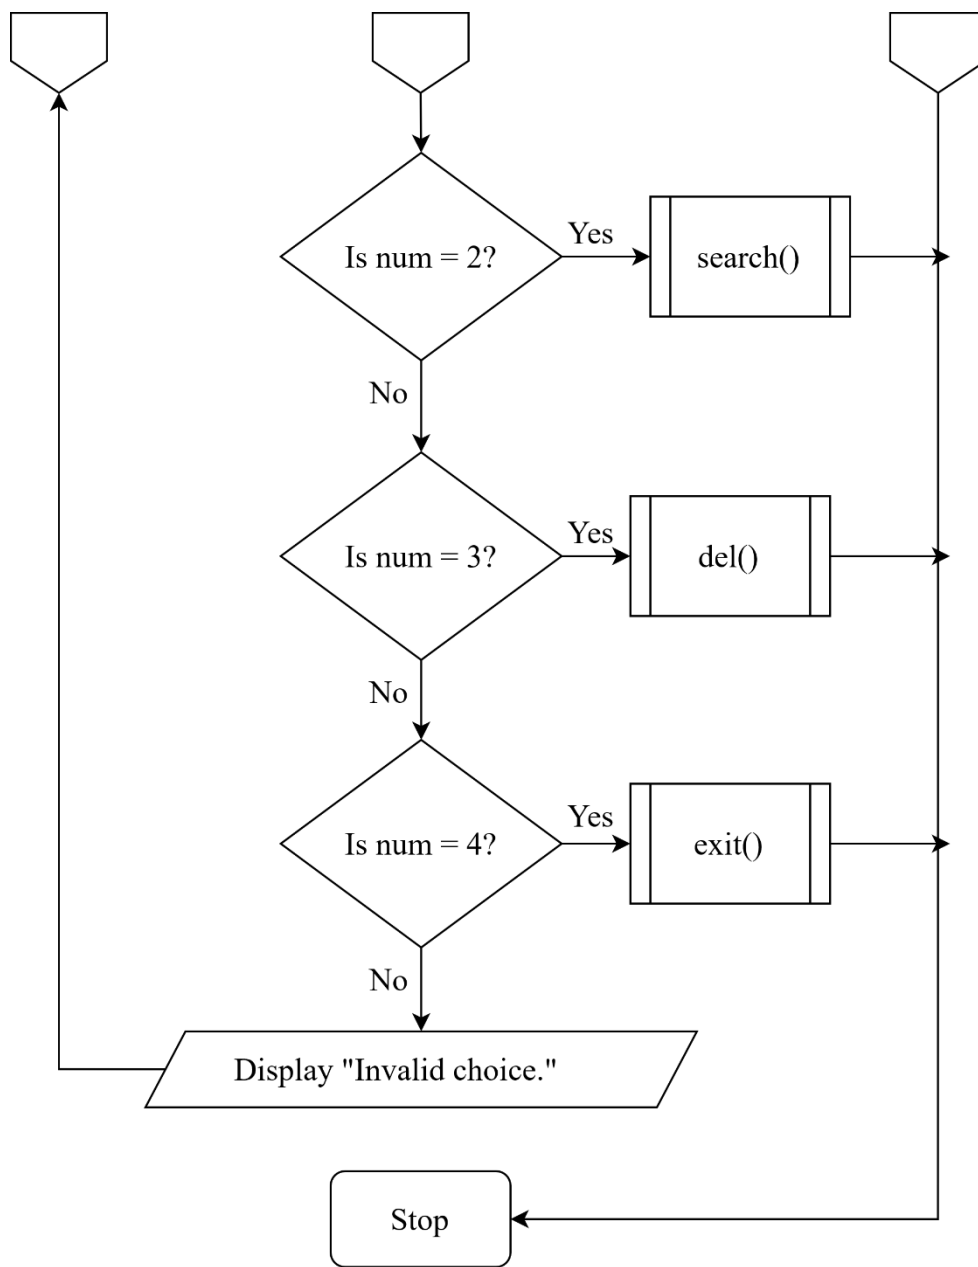 Is num = 2?
Yes
search()
No
Is num = 3?
Yes
del()
No
Is num = 4?
Yes
exit()
No
Display "Invalid choice."
Stop